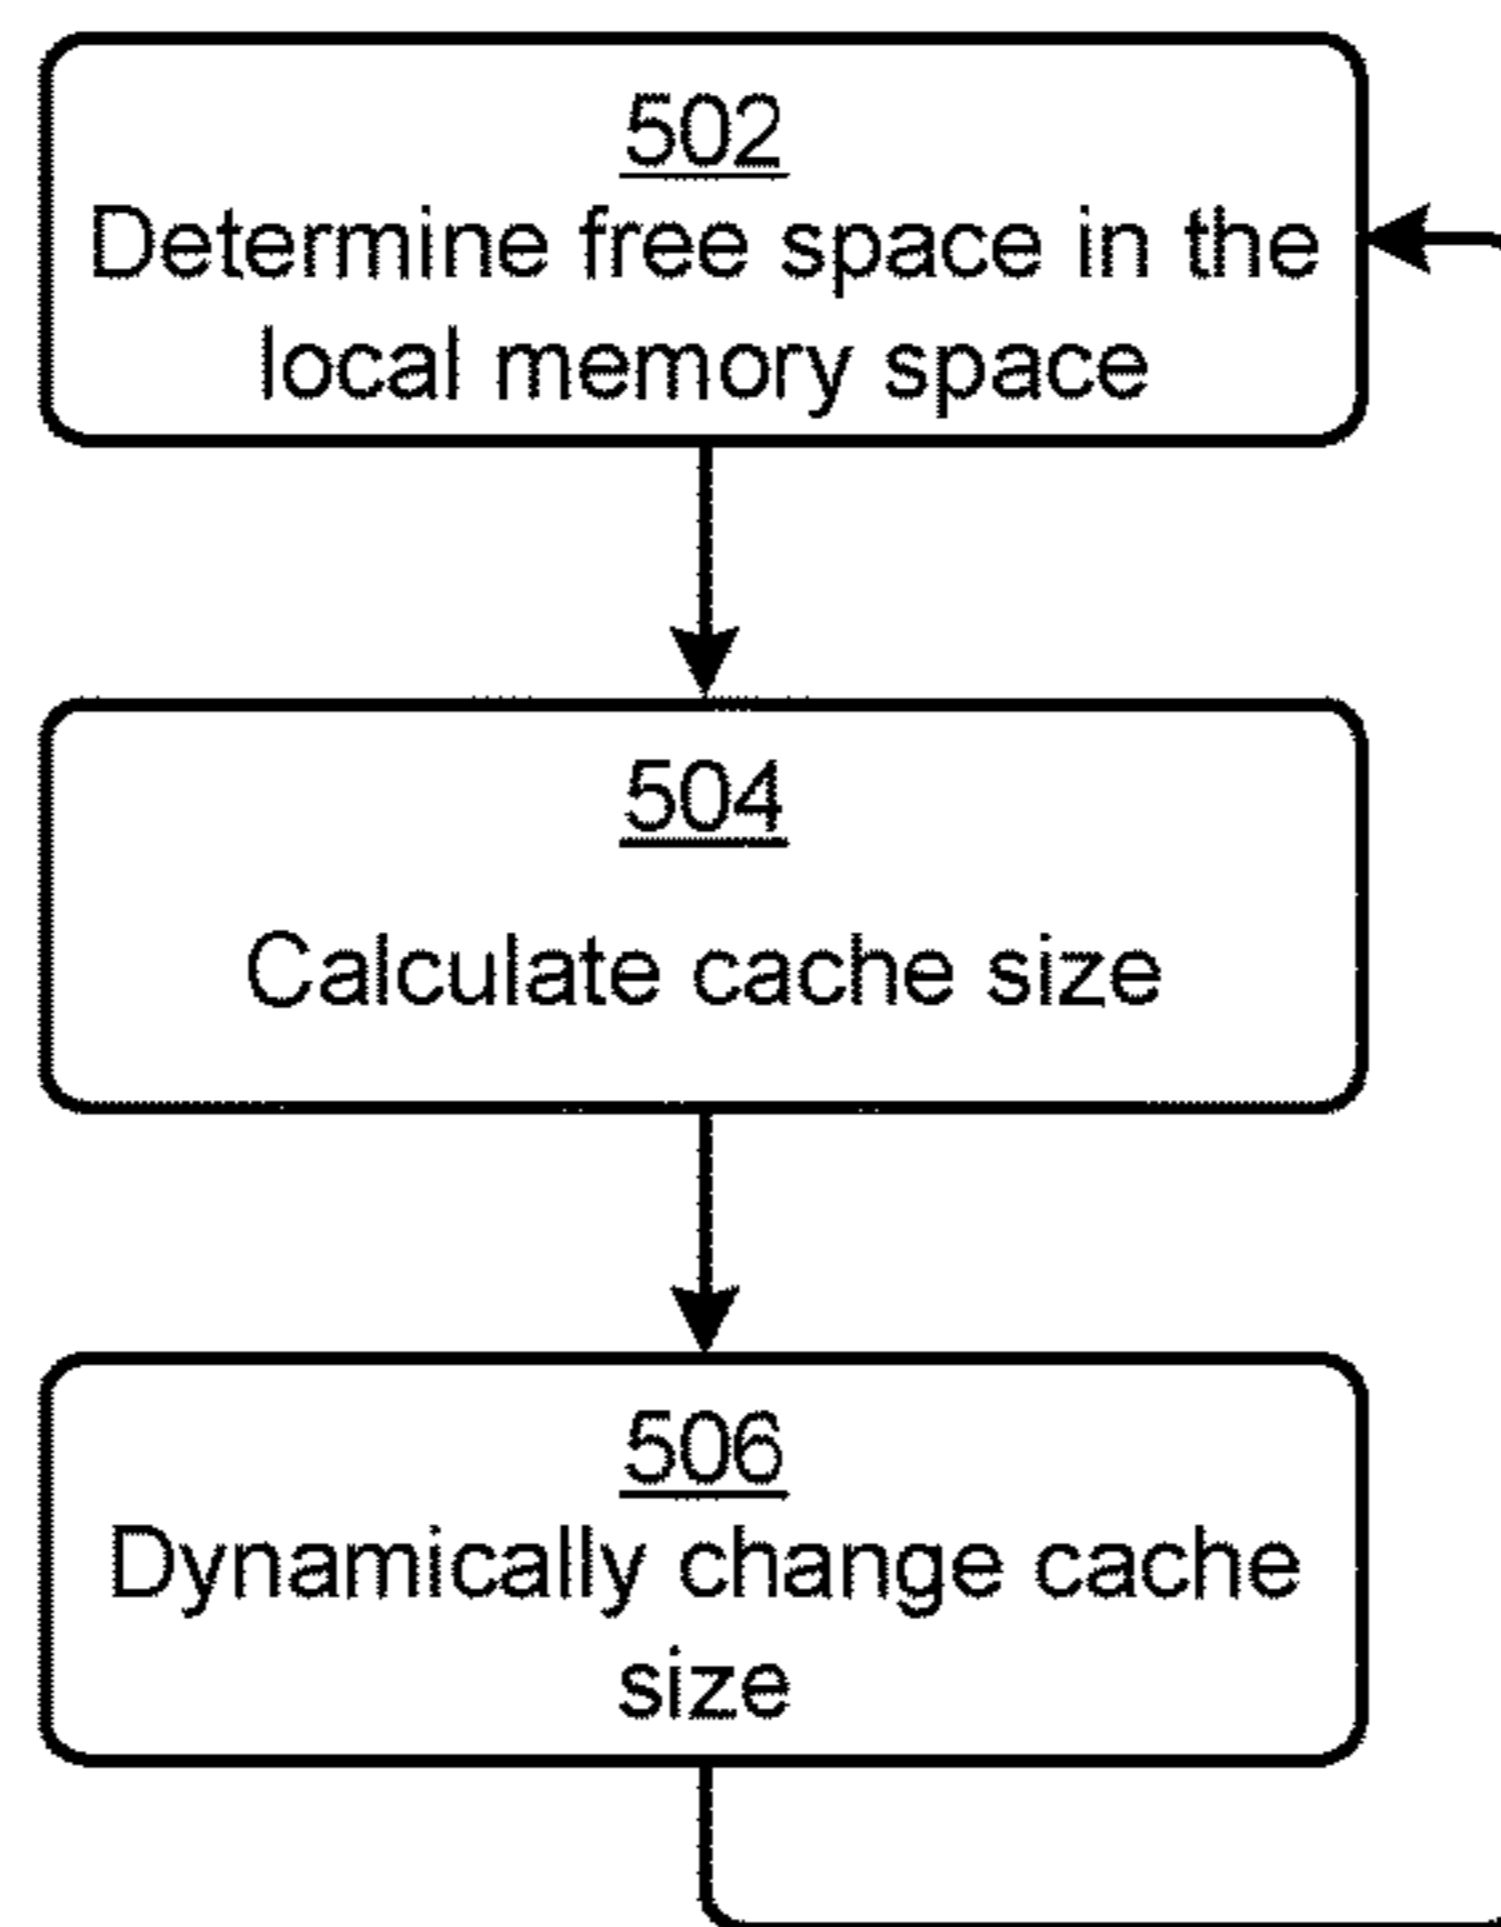 502
Determine free space in the
local memory space
504
Calculate cache size
506
Dynamically change cache
size